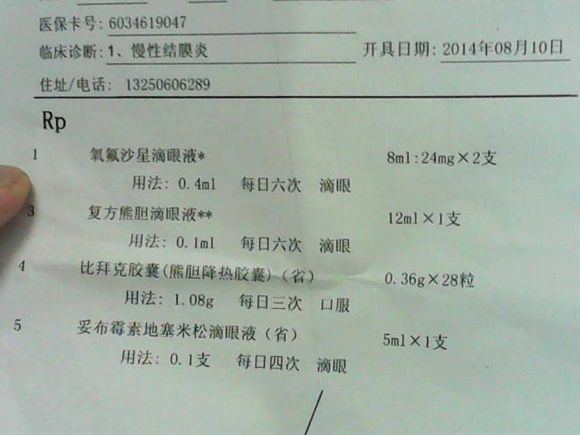 医保卡号: 6034619047
临床诊断: 1、慢性结膜炎 开具日期: 2014年08月10日
住址/电话: 13250606289
Rp
1 氧氟沙星滴眼液* 8ml:24mg×2支
用法: 0.4ml 每日六次 滴眼
3 复方熊胆滴眼液** 12ml×1支
用法: 0.1ml 每日六次 滴眼
4 比拜克胶囊(熊胆降热胶囊)(省) 0.36g×28粒
用法: 1.08g 每日三次 口服
5 妥布霉素地塞米松滴眼液(省) 5ml×1支
用法: 0.1支 每日四次 滴眼